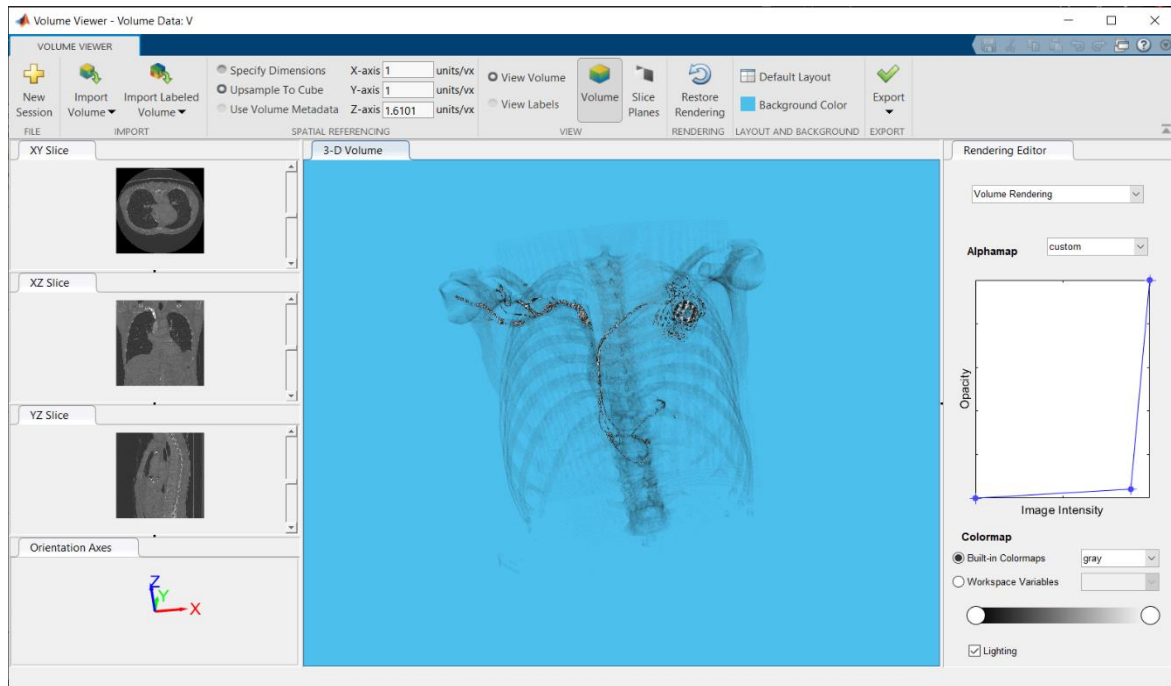 Volume Viewer - Volume Data: V
VOLUME VIEWER
New Session
Import Volume
Import Labeled Volume
Specify Dimensions
Upsample To Cube
Use Volume Metadata
X-axis 1 units/vx
Y-axis 1 units/vx
Z-axis 1.6101 units/vx
View Volume
View Labels
Volume
Slice Planes
Restore Rendering
Default Layout
Background Color
Export
FILE
IMPORT
SPATIAL REFERENCING
VIEW
RENDERING
LAYOUT AND BACKGROUND
EXPORT
XY Slice
XZ Slice
YZ Slice
Orientation Axes
Z
Y
X
3-D Volume
Rendering Editor
Volume Rendering
Alphamap custom
Opacity
Image Intensity
Colormap
Built-in Colormaps gray
Workspace Variables
Lighting